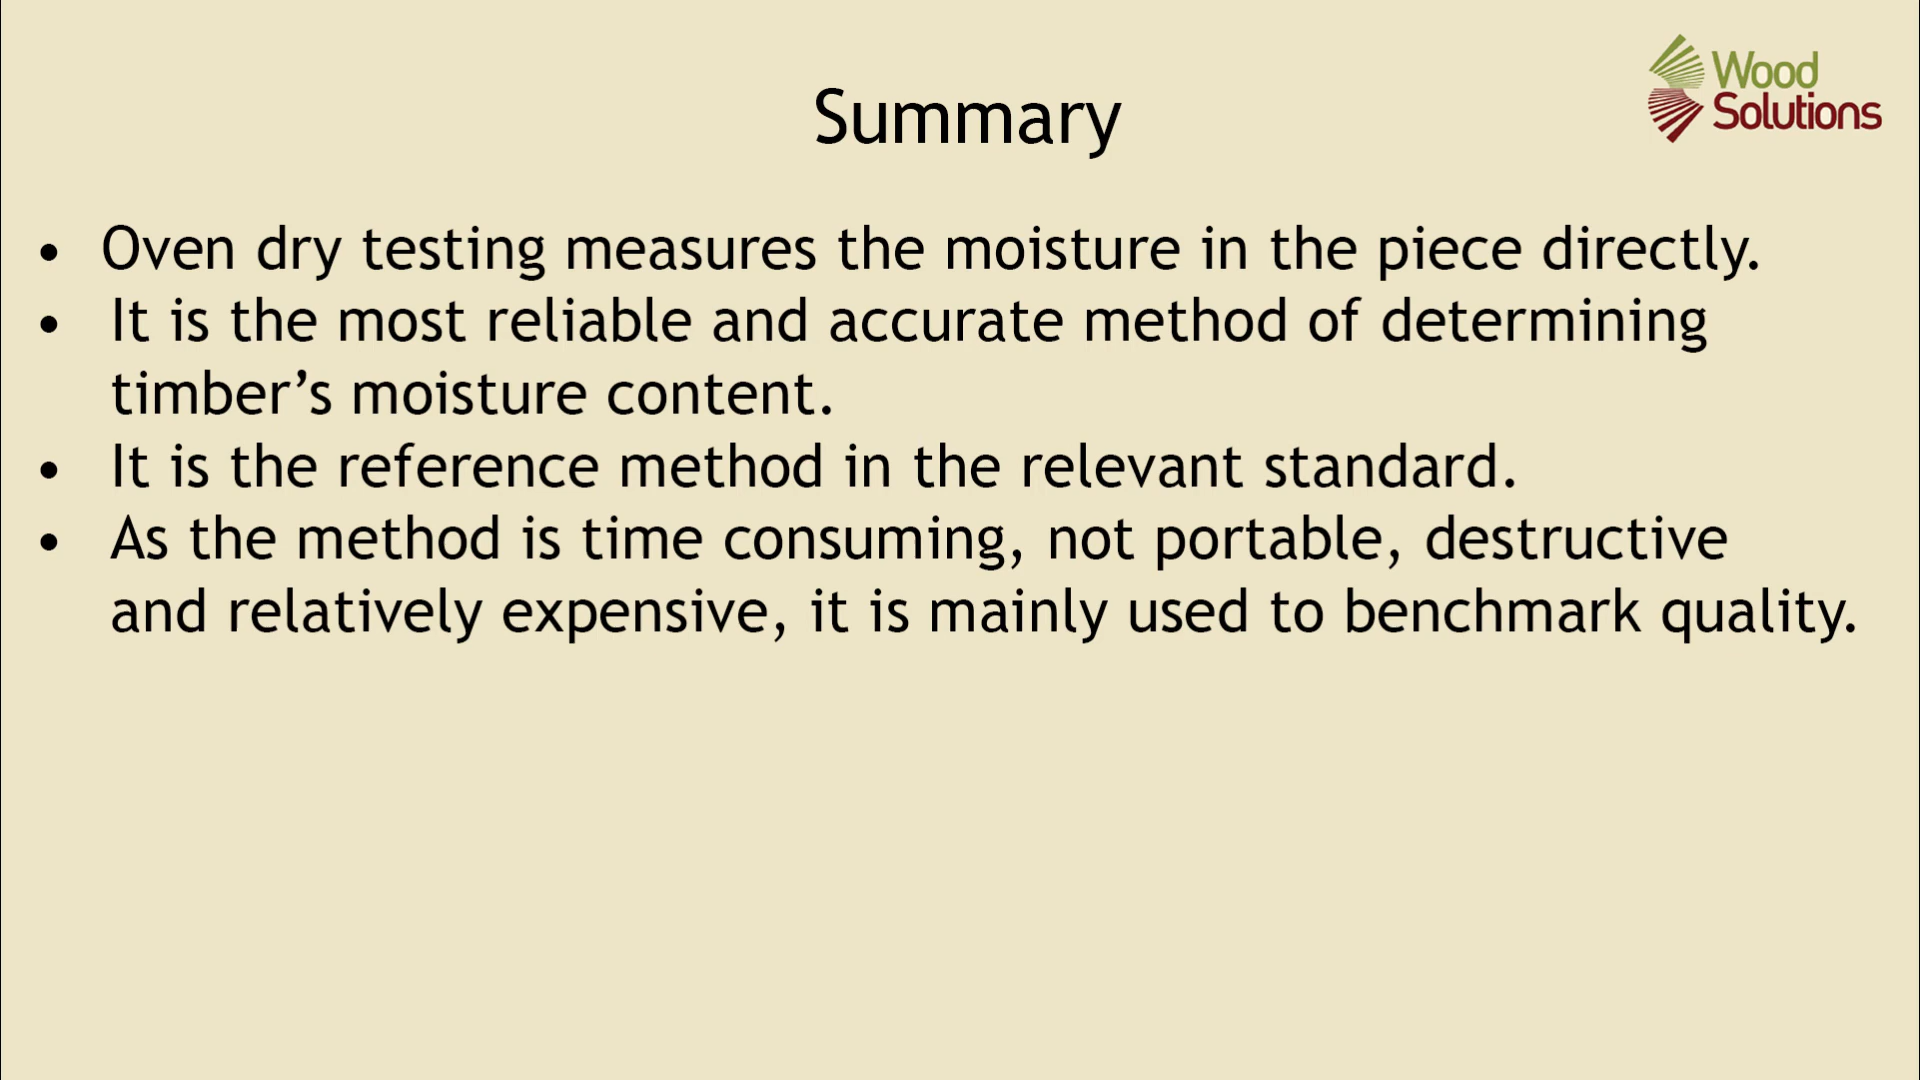 Wood
Solutions
Summary
• Oven dry testing measures the moisture in the piece directly.
• It is the most reliable and accurate method of determining
timber’s moisture content.
• It is the reference method in the relevant standard.
• As the method is time consuming, not portable, destructive
and relatively expensive, it is mainly used to benchmark quality.